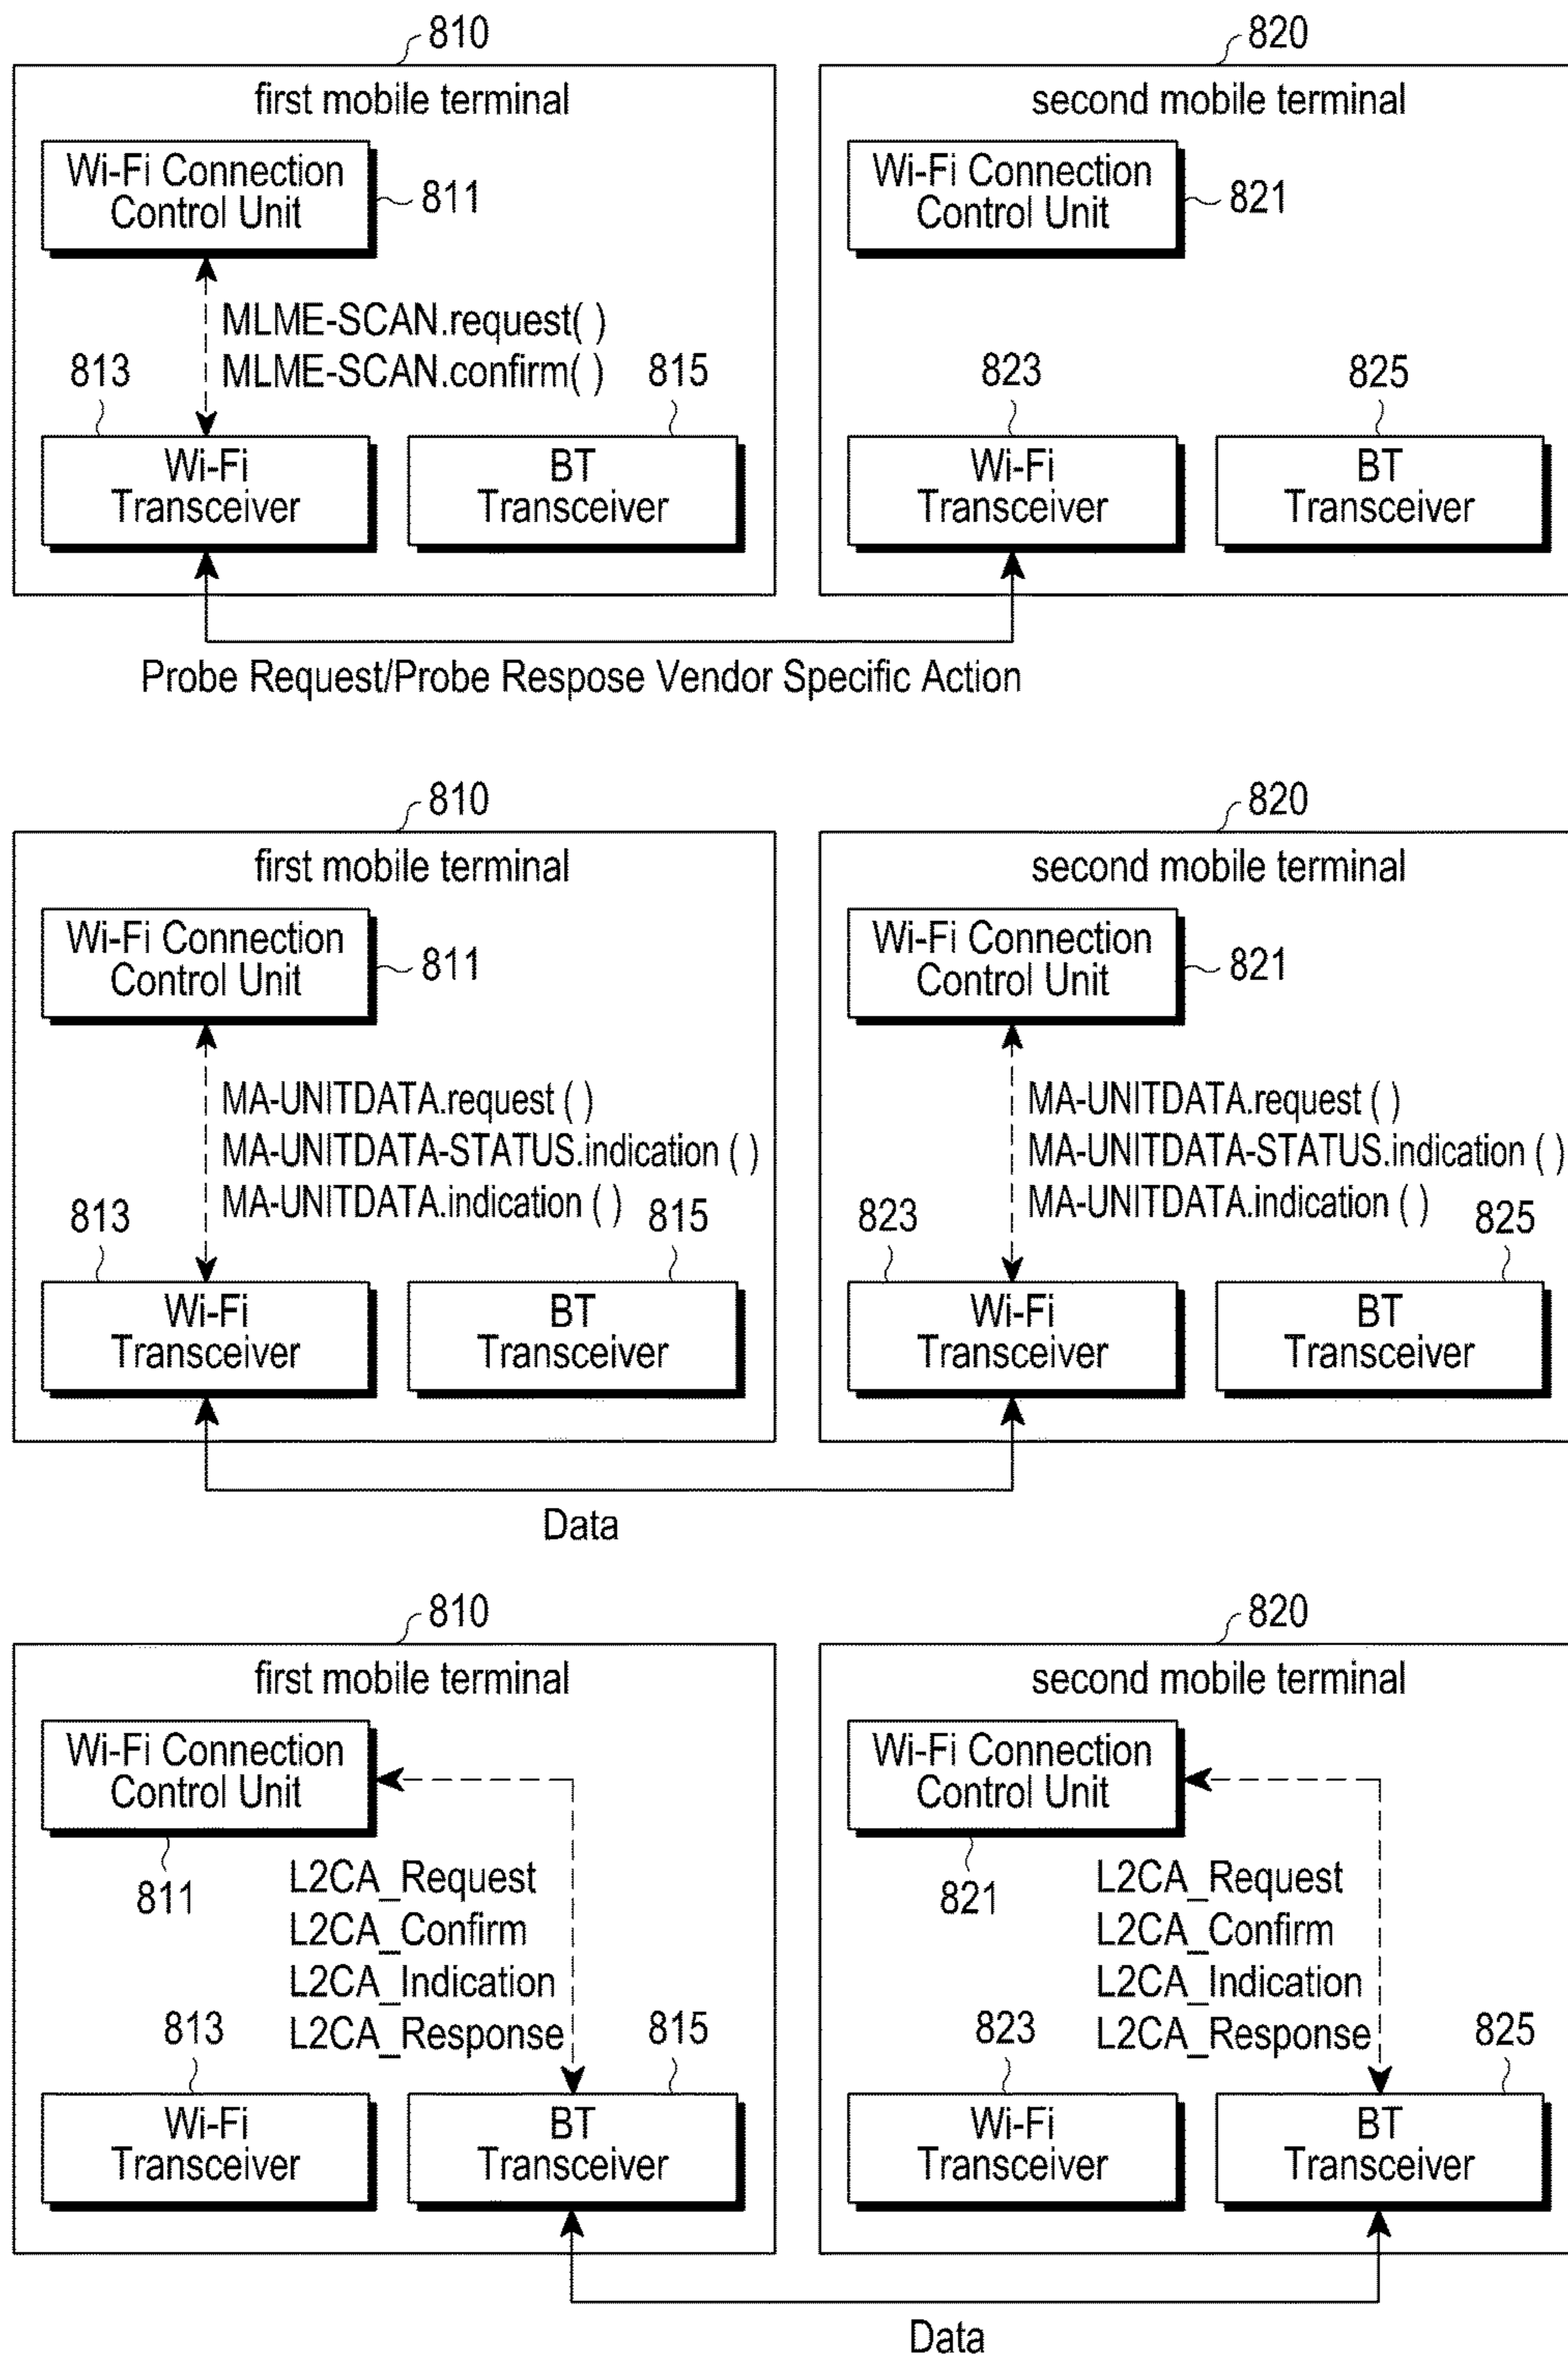 810
820
first mobile terminal
second mobile terminal
Wi-Fi Connection
Control Unit
811
Wi-Fi Connection
Control Unit
821
MLME-SCAN.request( )
MLME-SCAN.confirm( )
813
815
823
825
Wi-Fi
Transceiver
BT
Transceiver
Wi-Fi
Transceiver
BT
Transceiver
Probe Request/Probe Respose Vendor Specific Action
810
820
first mobile terminal
second mobile terminal
Wi-Fi Connection
Control Unit
811
Wi-Fi Connection
Control Unit
821
MA-UNITDATA.request ( )
MA-UNITDATA-STATUS.indication ( )
MA-UNITDATA.indication ( )
MA-UNITDATA.request ( )
MA-UNITDATA-STATUS.indication ( )
MA-UNITDATA.indication ( )
813
815
823
825
Wi-Fi
Transceiver
BT
Transceiver
Wi-Fi
Transceiver
BT
Transceiver
Data
810
820
first mobile terminal
second mobile terminal
Wi-Fi Connection
Control Unit
Wi-Fi Connection
Control Unit
811
821
L2CA_Request
L2CA_Confirm
L2CA_Indication
L2CA_Response
L2CA_Request
L2CA_Confirm
L2CA_Indication
L2CA_Response
813
815
823
825
Wi-Fi
Transceiver
BT
Transceiver
Wi-Fi
Transceiver
BT
Transceiver
Data